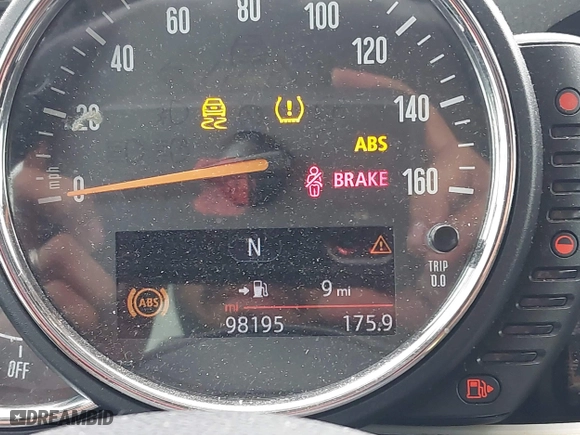 60
80
100
40
120
20
140
ABS
mph
0
BRAKE
160
N
TRIP
0.0
9 mi
ABS
mi
98195
175.9
OFF
DREAMBID